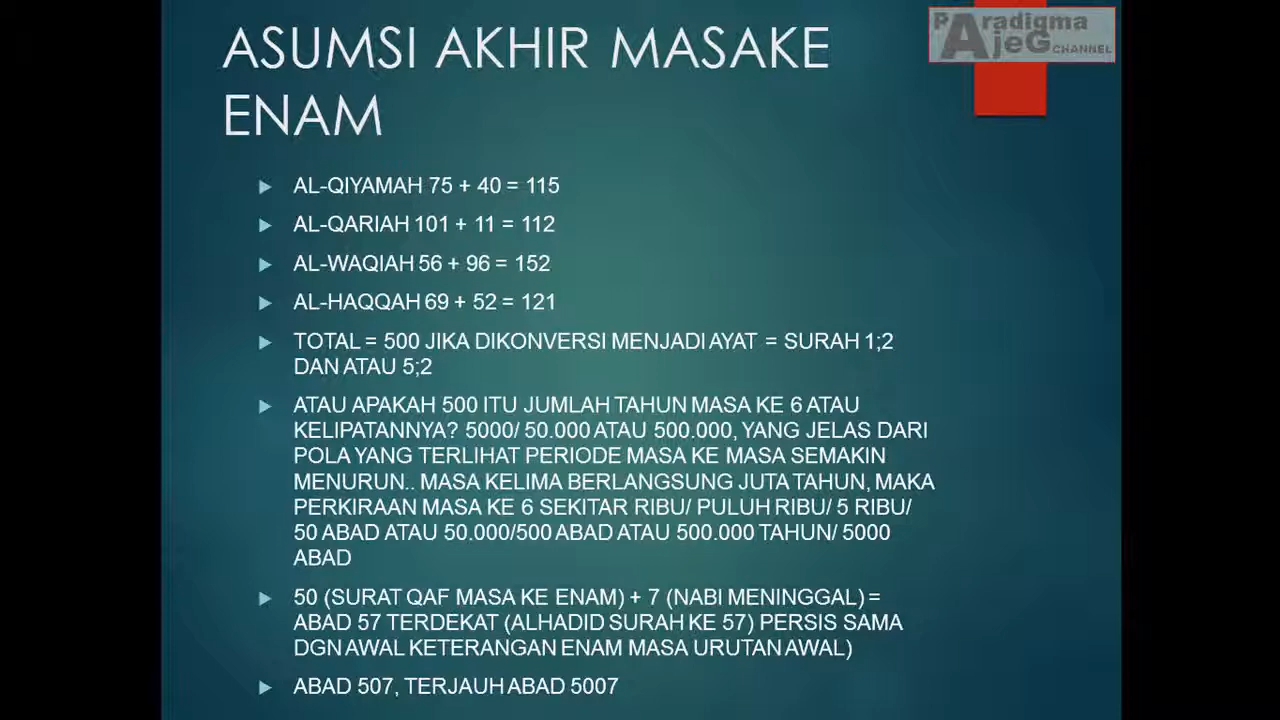 ASUMSI AKHIR MASAKE
ENAM
Paradigma
AjeG CHANNEL
AL-QIYAMAH 75 + 40 = 115
AL-QARIAH 101 + 11 = 112
AL-WAQIAH 56 + 96 = 152
AL-HAQQAH 69 + 52 = 121
TOTAL = 500 JIKA DIKONVERSI MENJADI AYAT = SURAH 1;2
DAN ATAU 5;2
ATAU APAKAH 500 ITU JUMLAH TAHUN MASA KE 6 ATAU
KELIPATANNYA? 5000/ 50.000 ATAU 500.000, YANG JELAS DARI
POLA YANG TERLIHAT PERIODE MASA KE MASA SEMAKIN
MENURUN.. MASA KELIMA BERLANGSUNG JUTA TAHUN, MAKA
PERKIRAAN MASA KE 6 SEKITAR RIBU/ PULUH RIBU/ 5 RIBU/
50 ABAD ATAU 50.000/500 ABAD ATAU 500.000 TAHUN/ 5000
ABAD
50 (SURAT QAF MASA KE ENAM) + 7 (NABI MENINGGAL) =
ABAD 57 TERDEKAT (ALHADID SURAH KE 57) PERSIS SAMA
DGN AWAL KETERANGAN ENAM MASA URUTAN AWAL)
ABAD 507, TERJAUH ABAD 5007